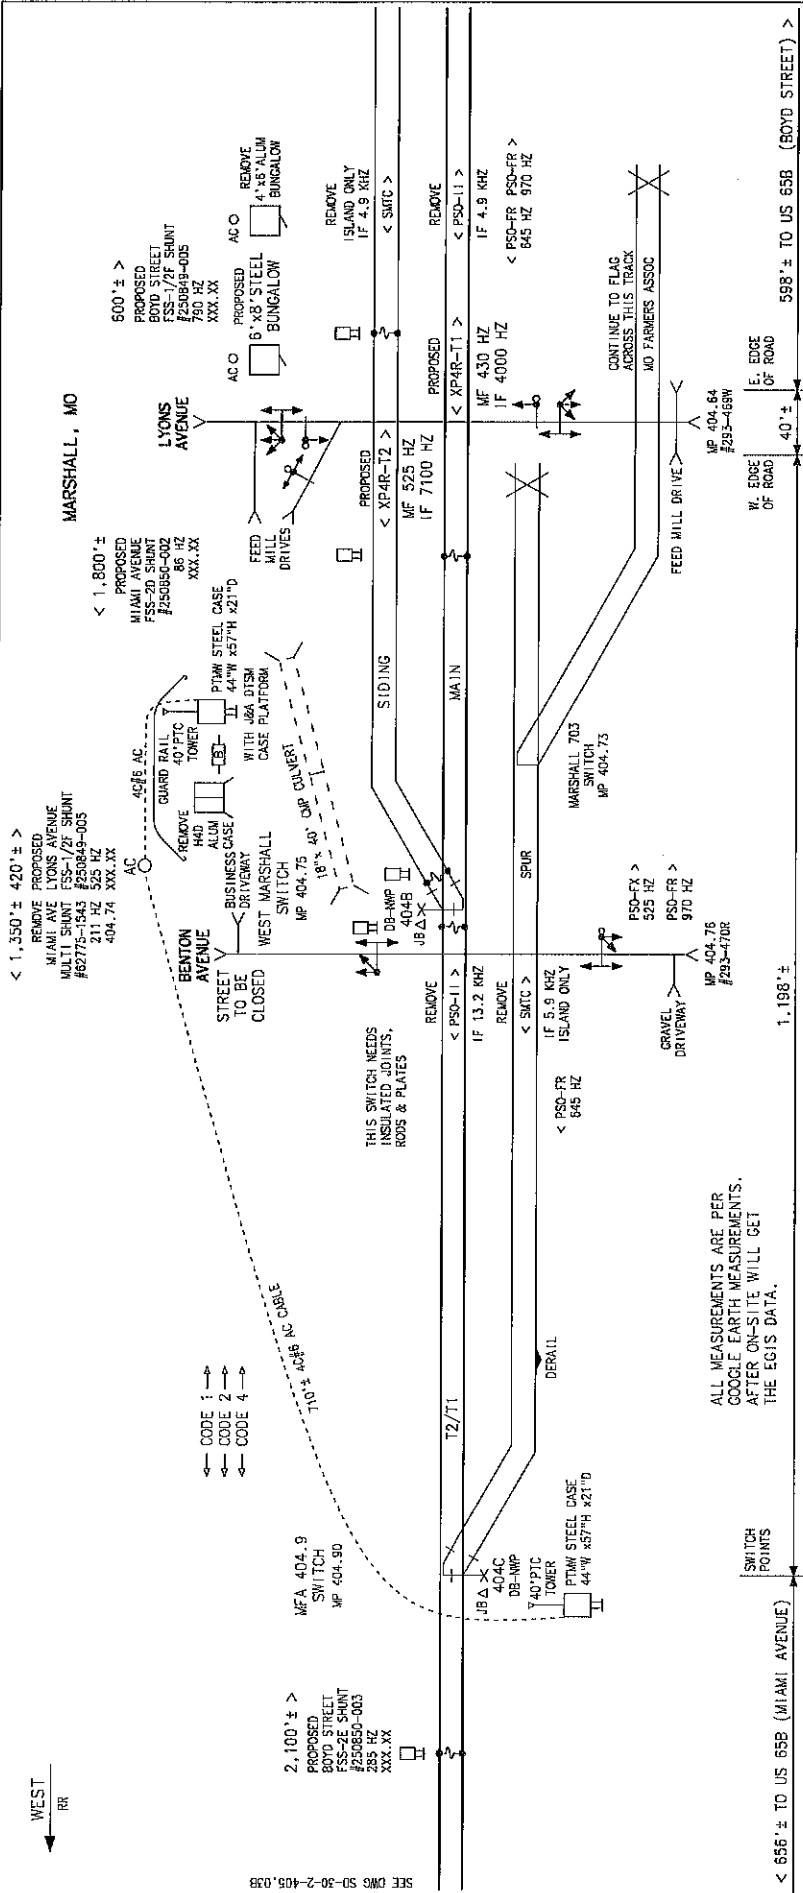 WEST
RR
SEE DWG SD-30-2-405.03B
2,100'± >
PROPOSED
BOYD STREET
FSS-2E SHUNT
#250850-003
285 HZ
XXX.XX
MFA 404.9
SWITCH
MP 404.90
← CODE 1 →
← CODE 2 →
← CODE 4 →
710'± 4C#6 AC CABLE
T2/T1
JB
404C
DB-NWP
40'PTC
TOWER
PTMW STEEL CASE
44"W x57"H x21"D
DERAIL
ALL MEASUREMENTS ARE PER
GOOGLE EARTH MEASUREMENTS.
AFTER ON-SITE WILL GET
THE EGIS DATA.
SWITCH
POINTS
< 656'± TO US 65B (MIAMI AVENUE)
< 1,350'± 420'± >
REMOVE PROPOSED
MIAMI AVE LYONS AVENUE
MULTI SHUNT FSS-1/2F SHUNT
#62775-1543 #250849-005
211 HZ 525 HZ
404.74 XXX.XX
AC
4C#6 AC
GUARD RAIL
40'PTC
TOWER
PTMW STEEL CASE
44"W x57"H x21"D
WITH J&A DTSM
CASE PLATFORM
B
REMOVE
H4D
ALUM
CASE
BUSINESS
DRIVEWAY
BENTON
AVENUE
STREET
TO BE
CLOSED
WEST MARSHALL
SWITCH
MP 404.75
18"x 40' CMP CULVERT
THIS SWITCH NEEDS
INSULATED JOINTS,
RODS & PLATES
DB-NWP
404B
JB
REMOVE
< PSO-II >
IF 13.2 KHZ
REMOVE
< SMTC >
IF 5.9 KHZ
ISLAND ONLY
< PSO-FR
645 HZ
PSO-FX >
525 HZ
PSO-FR >
970 HZ
GRAVEL
DRIVEWAY
MP 404.76
#293-470R
1,198'±
SIDING
MAIN
SPUR
MARSHALL 703
SWITCH
MP 404.73
MARSHALL, MO
< 1,800'±
PROPOSED
MIAMI AVENUE
FSS-2D SHUNT
#250850-002
86 HZ
XXX.XX
600'± >
PROPOSED
BOYD STREET
FSS-1/2F SHUNT
#250849-005
790 HZ
XXX.XX
LYONS
AVENUE
FEED
MILL
DRIVES
AC
PROPOSED
6'x8'STEEL
BUNGALOW
AC
REMOVE
4'x6'ALUM
BUNGALOW
PROPOSED
< XP4R-T2 >
MF 525 HZ
IF 7100 HZ
REMOVE
ISLAND ONLY
IF 4.9 KHZ
< SMTC >
PROPOSED
< XP4R-T1 >
MF 430 HZ
IF 4000 HZ
REMOVE
< PSO-II >
IF 4.9 KHZ
< PSO-FR PSO-FR >
645 HZ 970 HZ
CONTINUE TO FLAG
ACROSS THIS TRACK
MO FARMERS ASSOC
FEED MILL DRIVE
MP 404.64
#293-469W
W. EDGE
OF ROAD
40'±
E. EDGE
OF ROAD
598'± TO US 65B (BOYD STREET) >